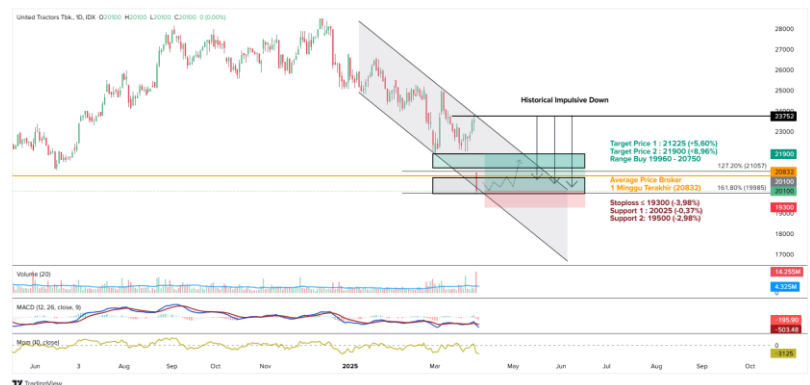 United Tractors Tbk., 1D, IDX O20100 H20100 L20100 C20100 0 (0.00%)
28000
27000
26000
25000
24000
23752
23000
21900
20832
20100
20100
19300
18000
17000
Historical Impulsive Down
Target Price 1 : 21225 (+5,60%)
Target Price 2 : 21900 (+8,96%)
Range Buy 19960 - 20750
127.20% (21057)
Average Price Broker
1 Minggu Terakhir (20832)
161.80% (19985)
Stoploss ≤ 19300 (-3,98%)
Support 1 : 20025 (-0,37%)
Support 2: 19500 (-2,98%)
Volume (20)
14.255M
4.325M
0
MACD (12, 26, close, 9)
-195.90
-503.48
Mom (10, close)
0
-3125
Jun 3 Aug Sep Oct Nov 2025 Mar May Jun Jul Aug Sep Oct
TradingView